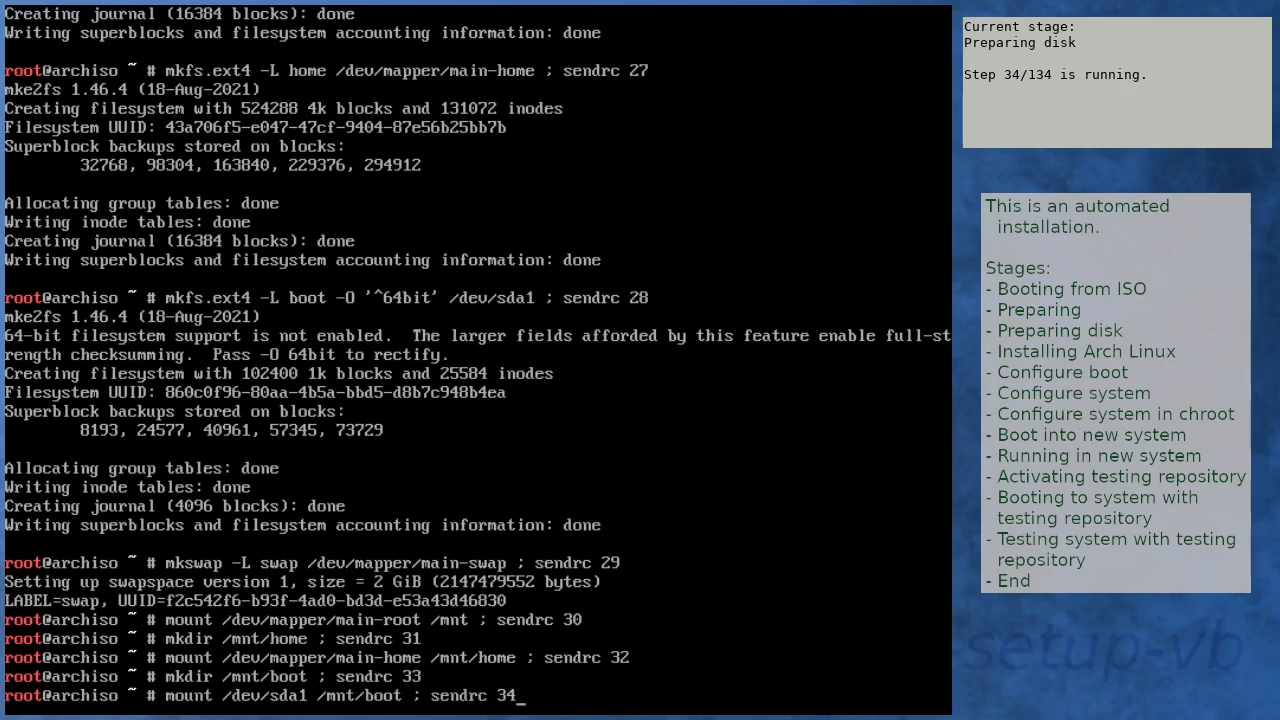 Creating journal (16384 blocks): done
Writing superblocks and filesystem accounting information: done
root@archiso ~ # mkfs.ext4 -L home /dev/mapper/main-home ; sendrc 27
mke2fs 1.46.4 (18-Aug-2021)
Creating filesystem with 524288 4k blocks and 131072 inodes
Filesystem UUID: 43a706f5-e047-47cf-9404-87e56b25bb7b
Superblock backups stored on blocks:
32768, 98304, 163840, 229376, 294912
Allocating group tables: done
Writing inode tables: done
Creating journal (16384 blocks): done
Writing superblocks and filesystem accounting information: done
root@archiso ~ # mkfs.ext4 -L boot -O '^64bit' /dev/sda1 ; sendrc 28
mke2fs 1.46.4 (18-Aug-2021)
64-bit filesystem support is not enabled.  The larger fields afforded by this feature enable full-st
rength checksumming.  Pass -O 64bit to rectify.
Creating filesystem with 102400 1k blocks and 25584 inodes
Filesystem UUID: 860c0f96-80aa-4b5a-bbd5-d8b7c948b4ea
Superblock backups stored on blocks:
8193, 24577, 40961, 57345, 73729
Allocating group tables: done
Writing inode tables: done
Creating journal (4096 blocks): done
Writing superblocks and filesystem accounting information: done
root@archiso ~ # mkswap -L swap /dev/mapper/main-swap ; sendrc 29
Setting up swapspace version 1, size = 2 GiB (2147479552 bytes)
LABEL=swap, UUID=f2c542f6-b93f-4ad0-bd3d-e53a43d46830
root@archiso ~ # mount /dev/mapper/main-root /mnt ; sendrc 30
root@archiso ~ # mkdir /mnt/home ; sendrc 31
root@archiso ~ # mount /dev/mapper/main-home /mnt/home ; sendrc 32
root@archiso ~ # mkdir /mnt/boot ; sendrc 33
root@archiso ~ # mount /dev/sda1 /mnt/boot ; sendrc 34_
Current stage:
Preparing disk
Step 34/134 is running.
This is an automated
installation.
Stages:
- Booting from ISO
- Preparing
- Preparing disk
- Installing Arch Linux
- Configure boot
- Configure system
- Configure system in chroot
- Boot into new system
- Running in new system
- Activating testing repository
- Booting to system with
testing repository
- Testing system with testing
repository
- End
setup-vb